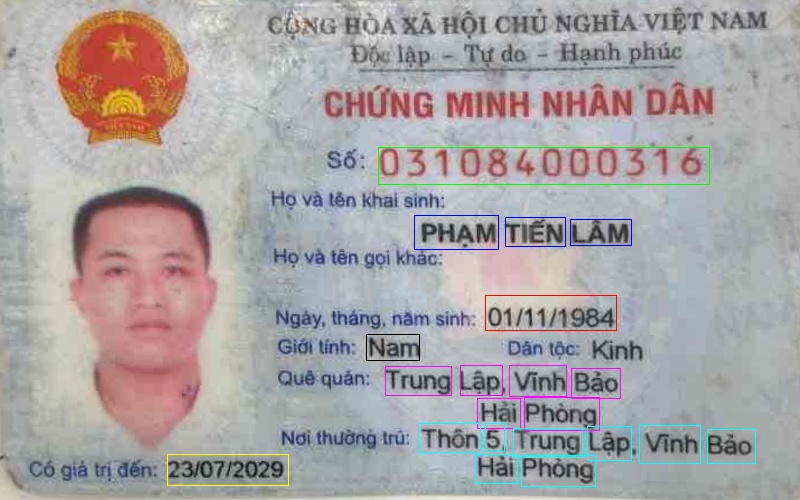 CỘNG HÒA XÃ HỘI CHỦ NGHĨA VIỆT NAM
Độc lập - Tự do - Hạnh phúc
CHỨNG MINH NHÂN DÂN
Số: 031084000316
Họ và tên khai sinh:
PHẠM TIẾN LÂM
Họ và tên gọi khác:
Ngày, tháng, năm sinh: 01/11/1984
Giới tính: Nam Dân tộc: Kinh
Quê quán: Trung Lập, Vĩnh Bảo
Hải Phòng
Nơi thường trú: Thôn 5, Trung Lập, Vĩnh Bảo
Hải Phòng
Có giá trị đến: 23/07/2029